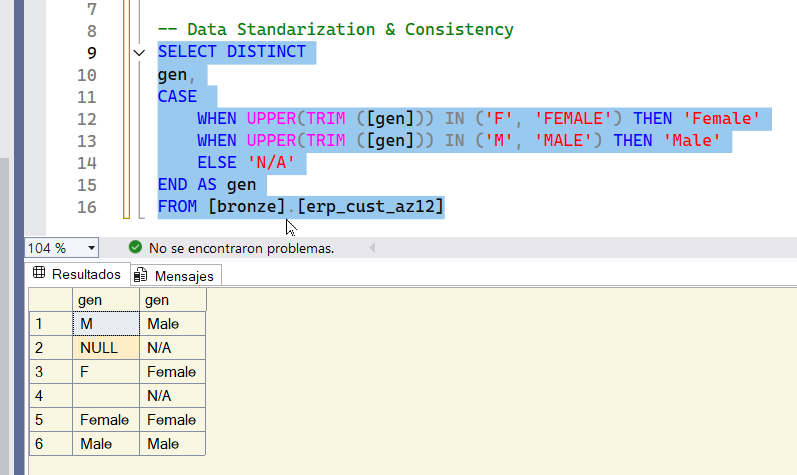 7
8 -- Data Standarization & Consistency
9 SELECT DISTINCT
10 gen,
11 CASE
12 WHEN UPPER(TRIM ([gen])) IN ('F', 'FEMALE') THEN 'Female'
13 WHEN UPPER(TRIM ([gen])) IN ('M', 'MALE') THEN 'Male'
14 ELSE 'N/A'
15 END AS gen
16 FROM [bronze].[erp_cust_az12]
104 % No se encontraron problemas.
Resultados Mensajes
gen gen
1 M Male
2 NULL N/A
3 F Female
4 N/A
5 Female Female
6 Male Male